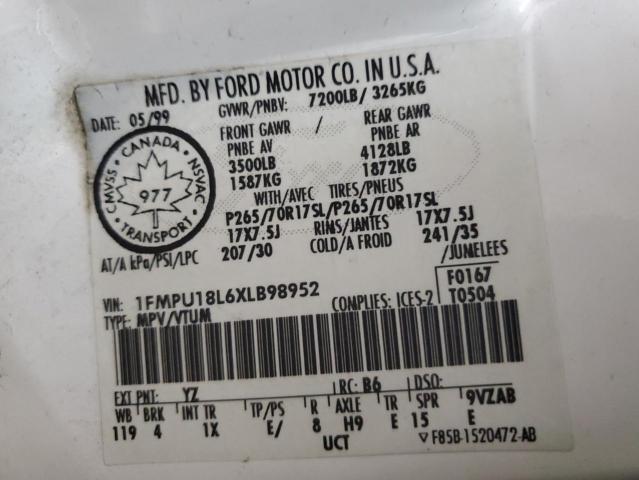 MFD. BY FORD MOTOR CO. IN U.S.A.
DATE: 05/99 GVWR/PNBV: 7200LB/ 3265KG
FRONT GAWR / REAR GAWR
PNBE AV PNBE AR
3500LB 4128LB
1587KG 1872KG
CANADA
CMVSS NSVAC
977
TRANSPORT
WITH/AVEC TIRES/PNEUS
P265/70R17SL/P265/70R17SL
17X7.5J RIMS/JANTES 17X7.5J
AT/A kPa/PSI/LPC 207/30 COLD/A FROID 241/35
/JUMELEES
VIN: 1FMPU18L6XLB98952 F0167
TYPE: MPV/VTUM COMPLIES: ICES-2 T0504
EXT PNT: YZ RC: B6 DSO:
WB BRK INT TR TP/PS R AXLE TR SPR 9VZAB
119 4 1X E/ 8 H9 E 15 E
UCT F85B-1520472-AB